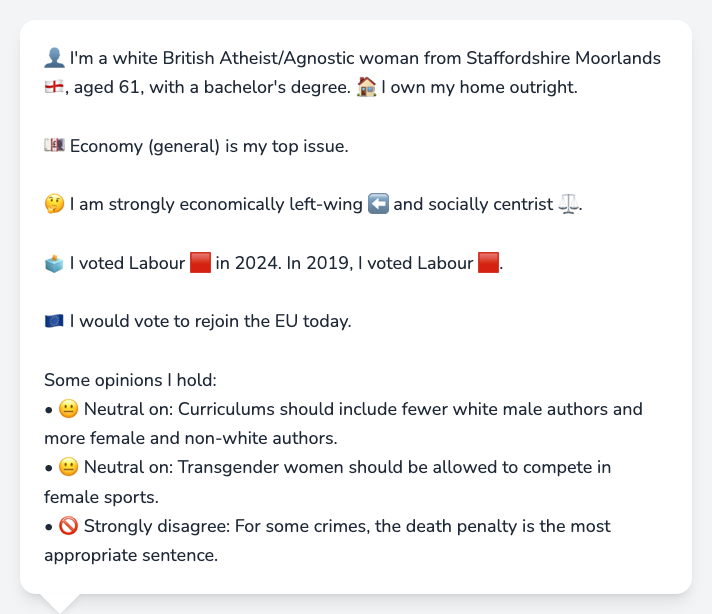 👤 I'm a white British Atheist/Agnostic woman from Staffordshire Moorlands
🏴󠁧󠁢󠁥󠁮󠁧󠁿, aged 61, with a bachelor's degree. 🏠 I own my home outright.
💷 Economy (general) is my top issue.
🤔 I am strongly economically left-wing ⬅️ and socially centrist ⚖️.
🗳️ I voted Labour 🟥 in 2024. In 2019, I voted Labour 🟥.
🇪🇺 I would vote to rejoin the EU today.
Some opinions I hold:
• 😐 Neutral on: Curriculums should include fewer white male authors and
more female and non-white authors.
• 😐 Neutral on: Transgender women should be allowed to compete in
female sports.
• 🚫 Strongly disagree: For some crimes, the death penalty is the most
appropriate sentence.